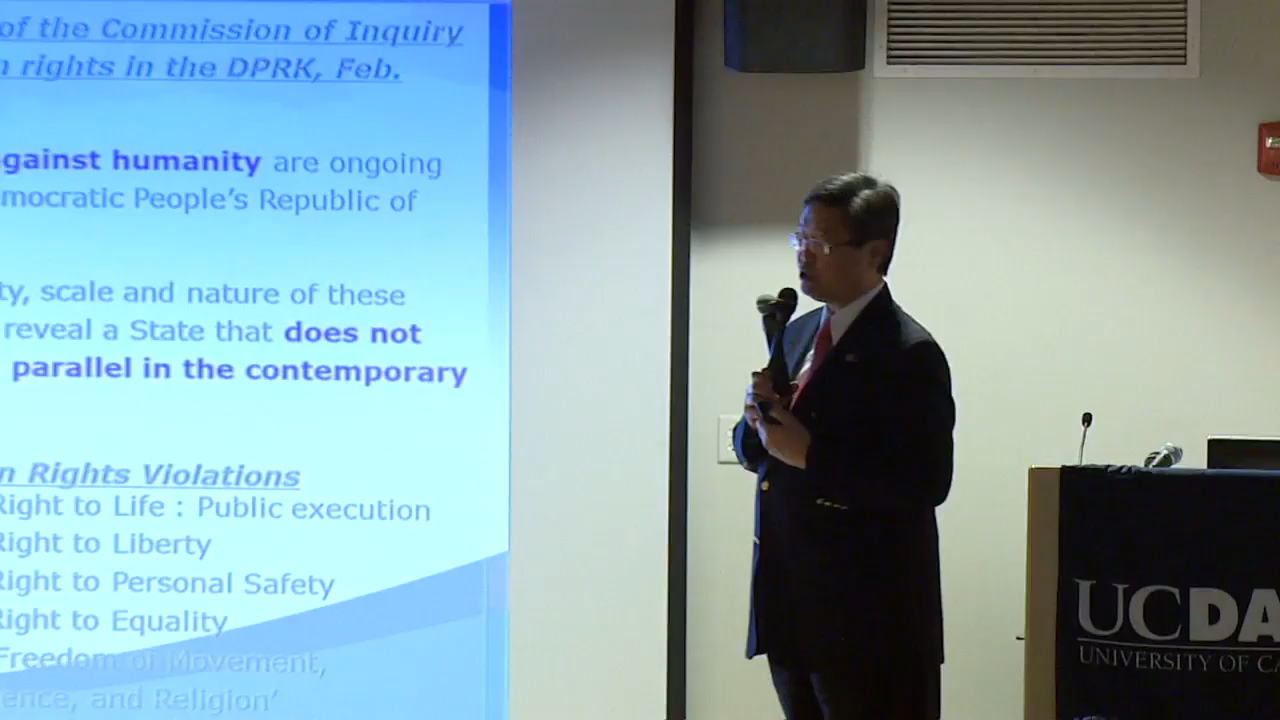 of the Commission of Inquiry
rights in the DPRK, Feb.
gainst humanity are ongoing
mocratic People's Republic of
ty, scale and nature of these
reveal a State that does not
parallel in the contemporary
n Rights Violations
Right to Life : Public execution
Right to Liberty
Right to Personal Safety
Right to Equality
Freedom of Movement,
ence, and Religion'
UCDA
UNIVERSITY OF CA